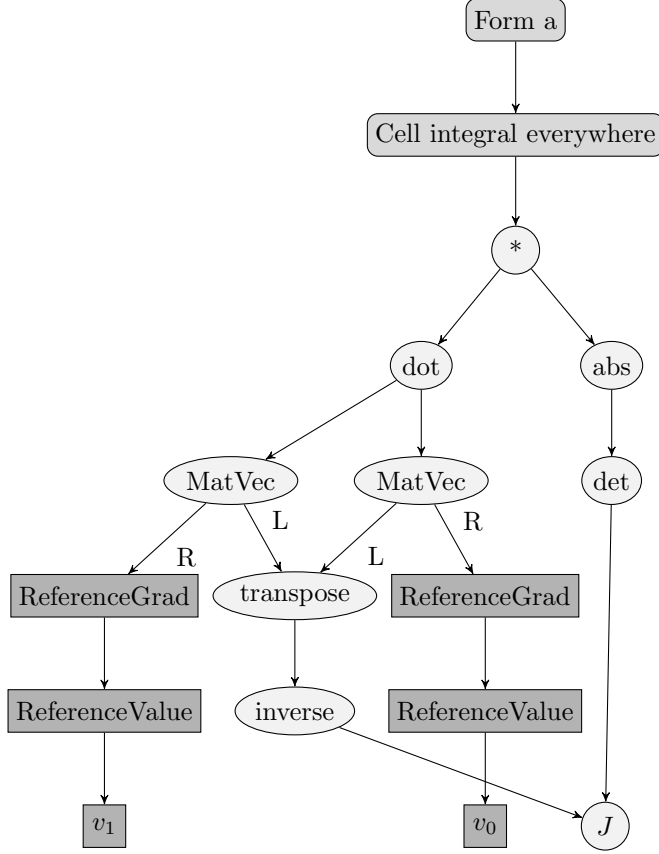 Form a
Cell integral everywhere
*
dot
abs
MatVec
MatVec
det
L
R
R
L
ReferenceGrad
transpose
ReferenceGrad
ReferenceValue
inverse
ReferenceValue
v₁
v₀
J